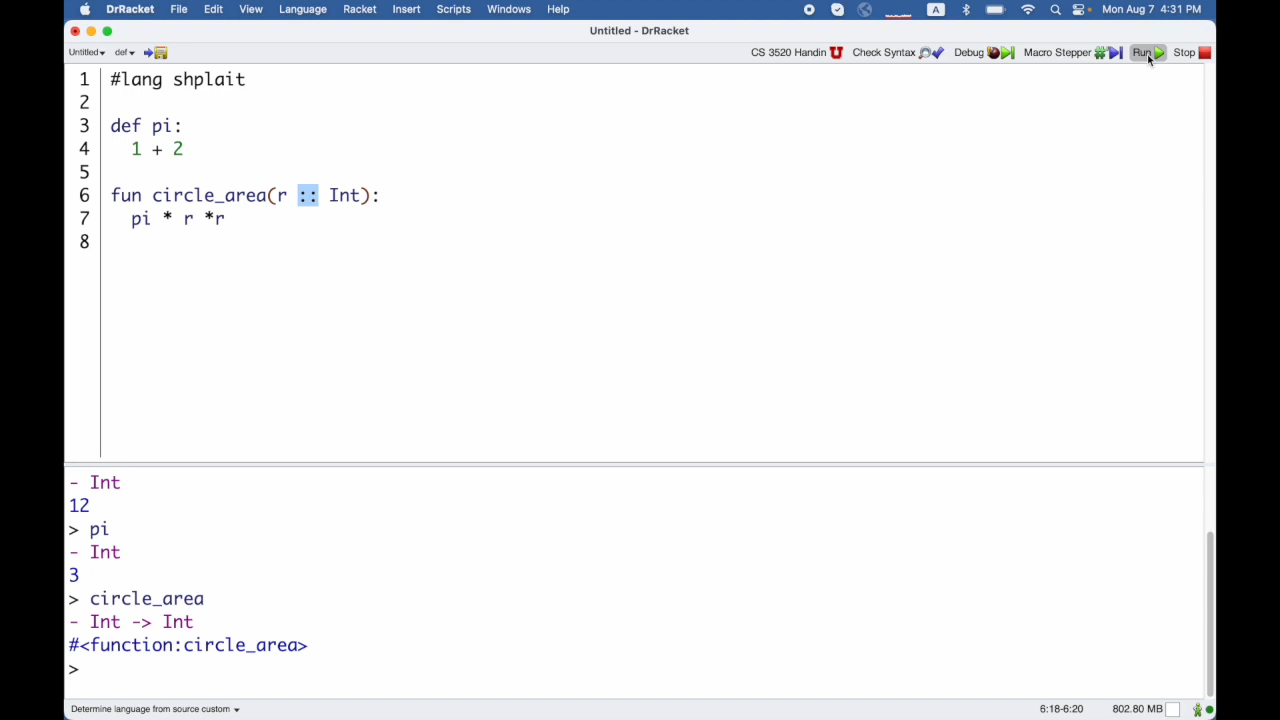 DrRacket File Edit View Language Racket Insert Scripts Windows Help A Mon Aug 7 4:31 PM
Untitled - DrRacket
Untitled def CS 3520 Handin Check Syntax Debug Macro Stepper Run Stop
1 #lang shplait
2
3 def pi:
4 1 + 2
5
6 fun circle_area(r :: Int):
7 pi * r *r
8
- Int
12
> pi
- Int
3
> circle_area
- Int -> Int
#<function:circle_area>
>
Determine language from source custom 6:18-6:20 802.80 MB